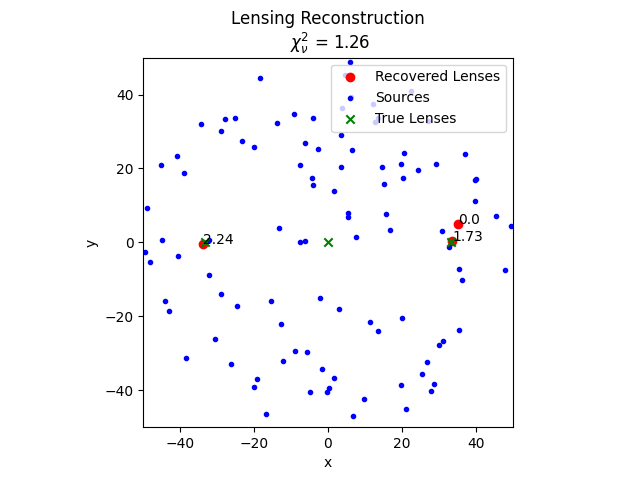 Lensing Reconstruction
χ²ᵥ = 1.26
Recovered Lenses
Sources
True Lenses
40
20
0
−20
−40
y
0.0
2.24
1.73
−40 −20 0 20 40
x